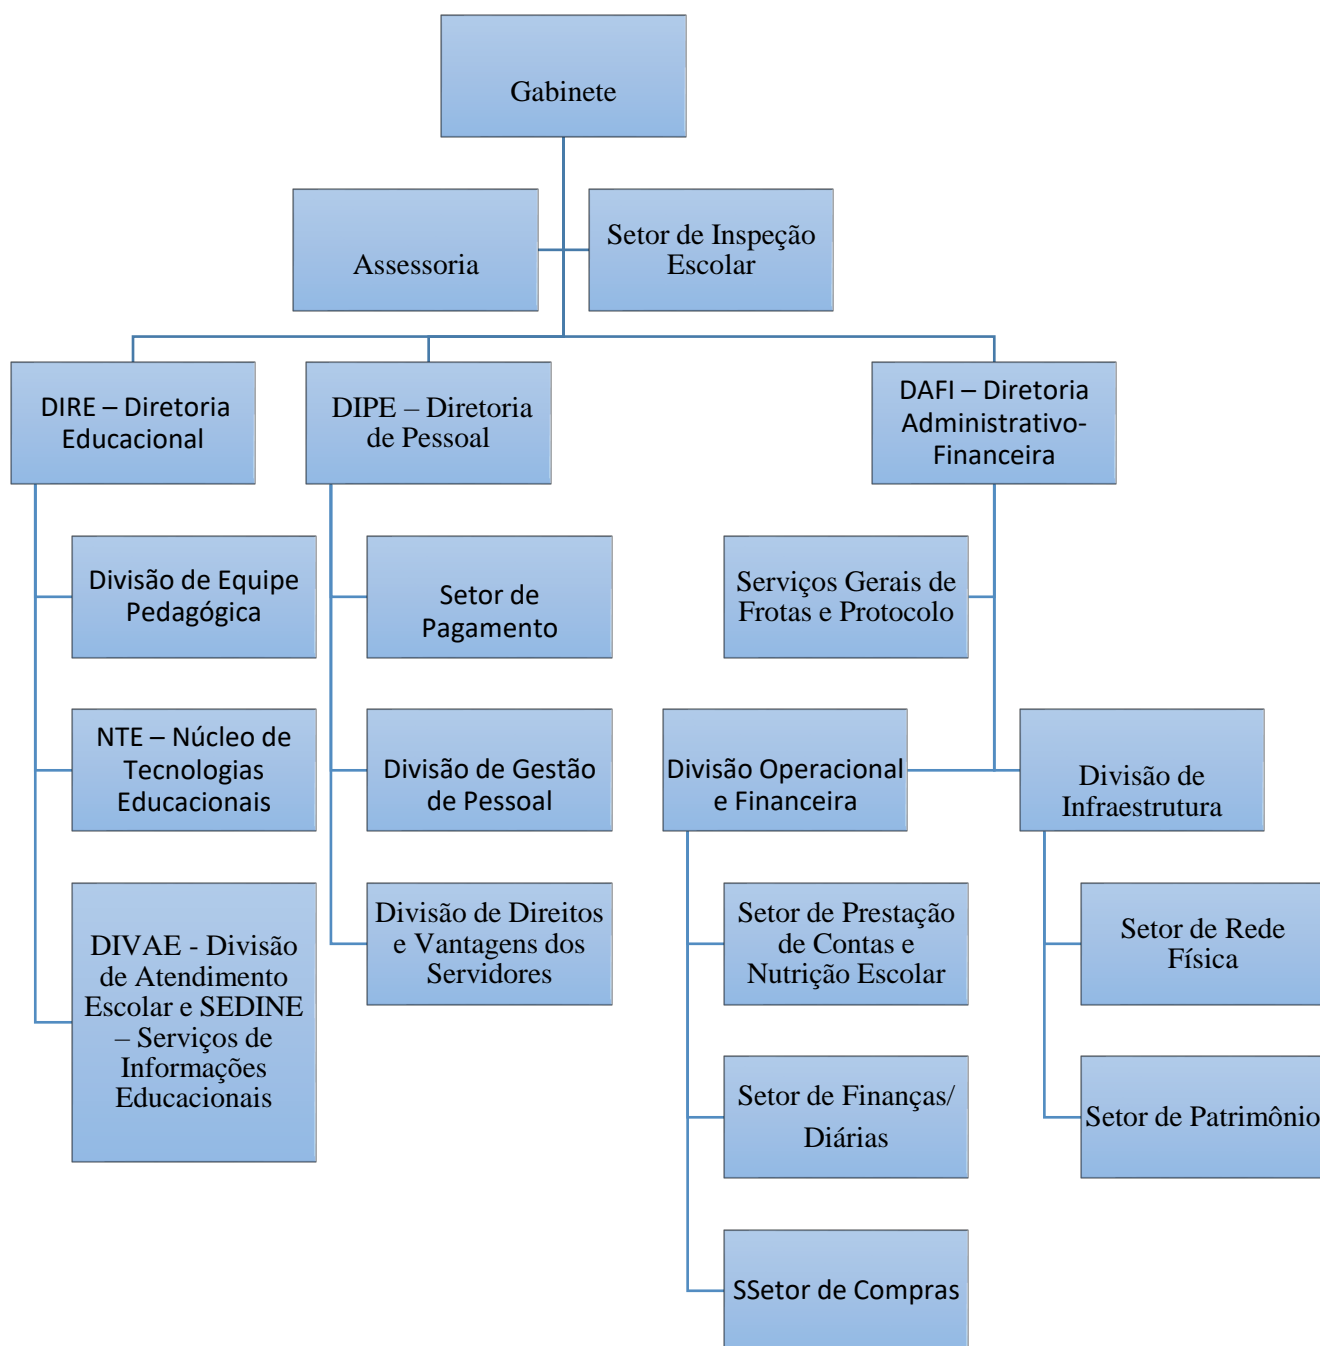 Gabinete
Assessoria
Setor de Inspeção
Escolar
DIRE – Diretoria
Educacional
DIPE – Diretoria
de Pessoal
DAFI – Diretoria
Administrativo-
Financeira
Divisão de Equipe
Pedagógica
Setor de
Pagamento
Serviços Gerais de
Frotas e Protocolo
NTE – Núcleo de
Tecnologias
Educacionais
Divisão de Gestão
de Pessoal
Divisão Operacional
e Financeira
Divisão de
Infraestrutura
DIVAE - Divisão
de Atendimento
Escolar e SEDINE
– Serviços de
Informações
Educacionais
Divisão de Direitos
e Vantagens dos
Servidores
Setor de Prestação
de Contas e
Nutrição Escolar
Setor de Rede
Física
Setor de Finanças/
Diárias
Setor de Patrimônio
SSetor de Compras